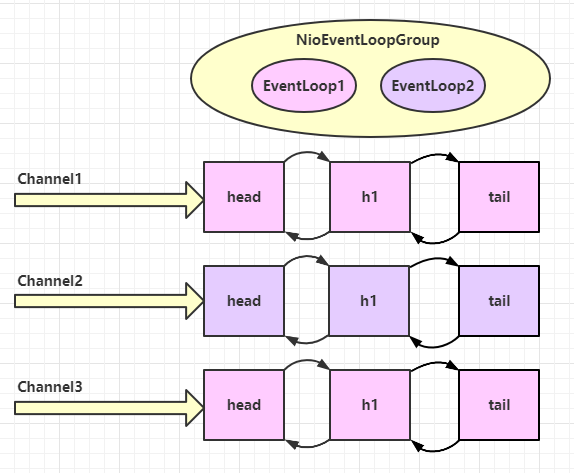 NioEventLoopGroup
EventLoop1 EventLoop2
Channel1
head h1 tail
Channel2
head h1 tail
Channel3
head h1 tail